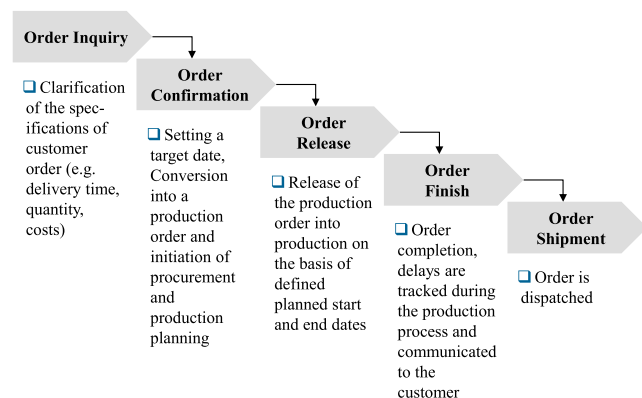 Order Inquiry
❑ Clarification
of the spec-
ifications of
customer
order (e.g.
delivery time,
quantity,
costs)
Order
Confirmation
❑ Setting a
target date,
Conversion
into a
production
order and
initiation of
procurement
and
production
planning
Order
Release
❑ Release of
the production
order into
production on
the basis of
defined
planned start
and end dates
Order
Finish
❑ Order
completion,
delays are
tracked during
the production
process and
communicated
to the
customer
Order
Shipment
❑ Order is
dispatched